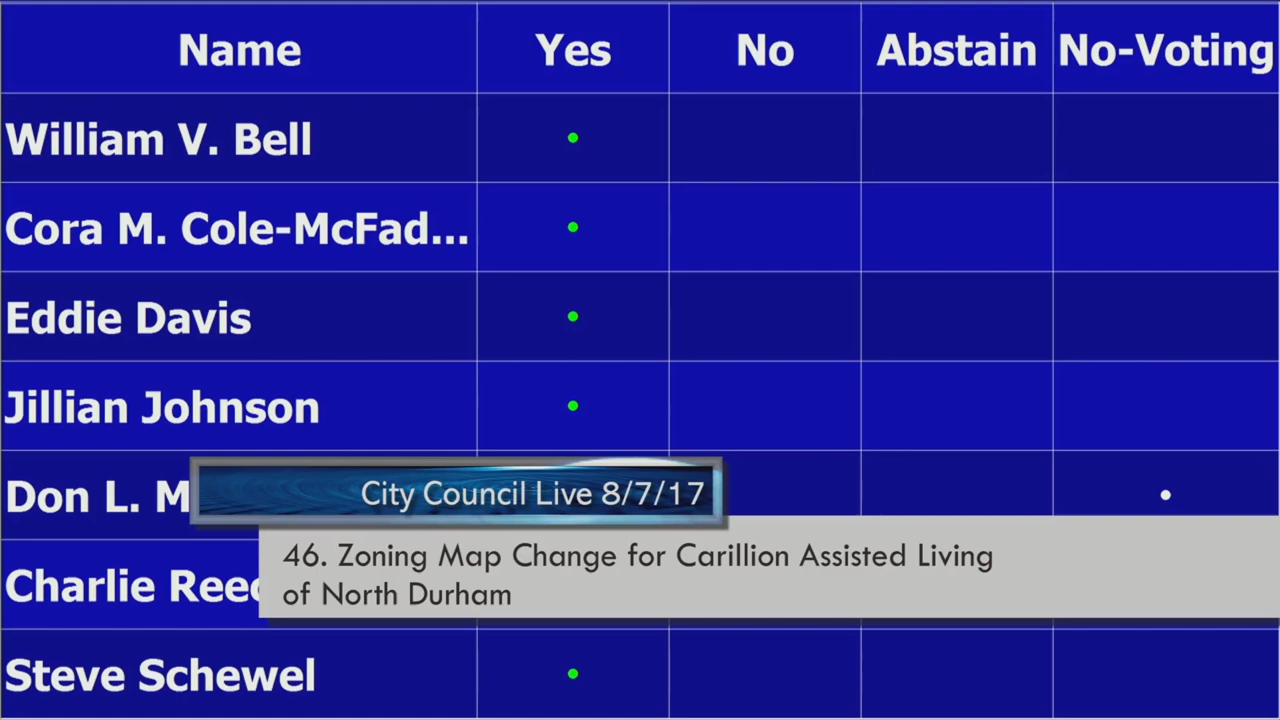 Name Yes No Abstain No-Voting
William V. Bell
Cora M. Cole-McFad...
Eddie Davis
Jillian Johnson
Don L. M
City Council Live 8/7/17
46. Zoning Map Change for Carillion Assisted Living
of North Durham
Charlie
Steve Schewel